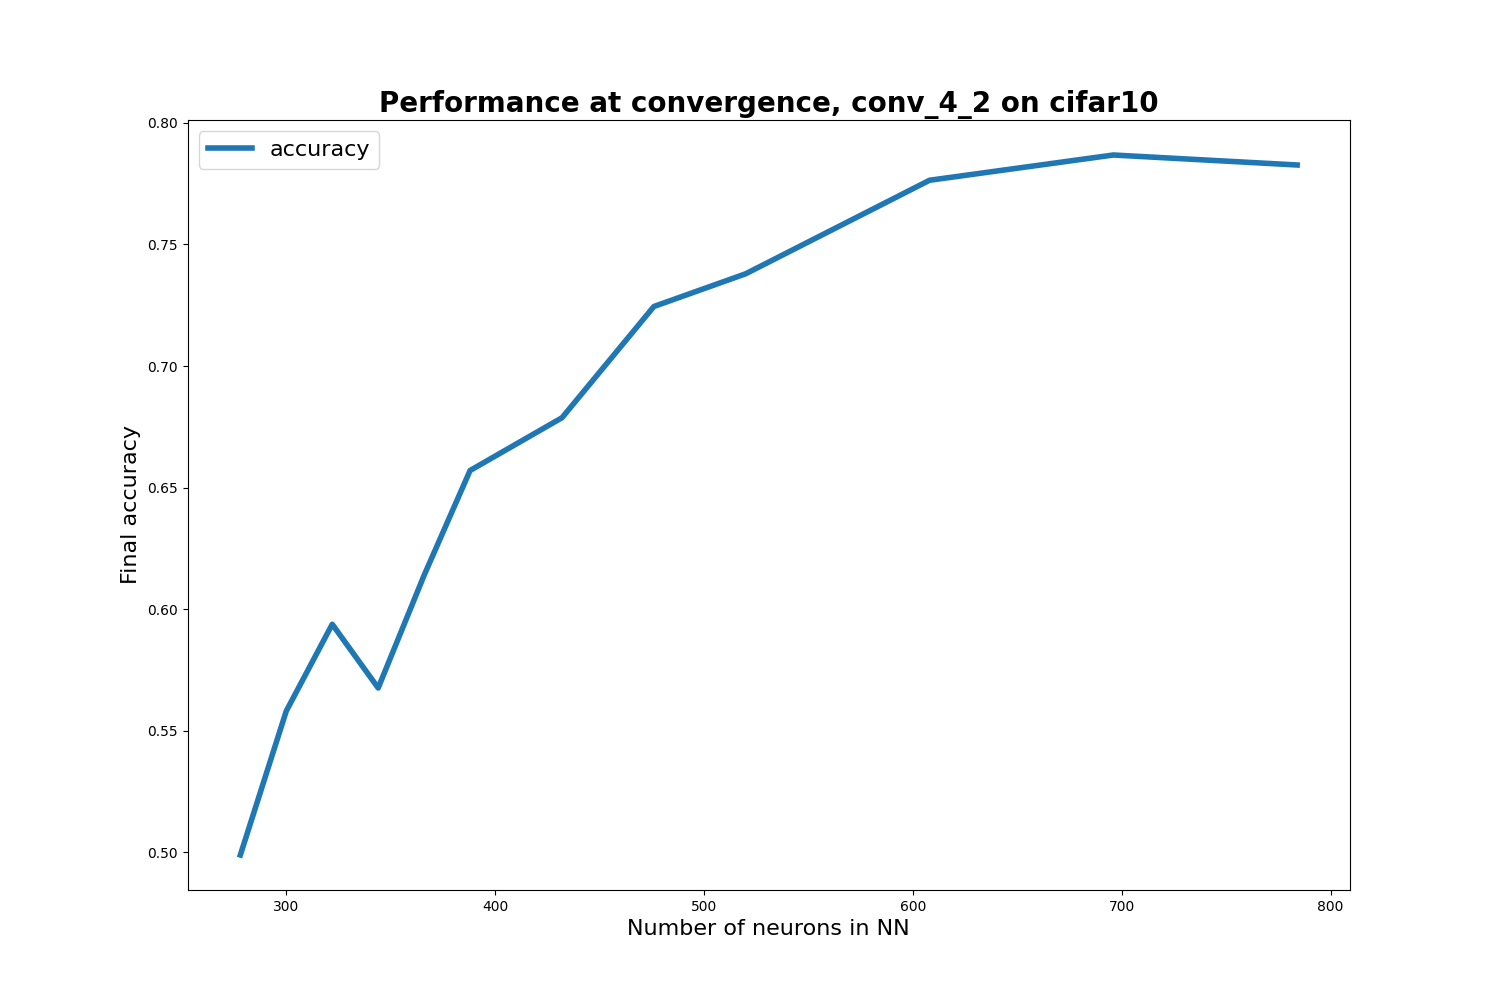 Performance at convergence, conv_4_2 on cifar10
accuracy
0.80
0.75
0.70
0.65
0.60
0.55
0.50
Final accuracy
300 400 500 600 700 800
Number of neurons in NN